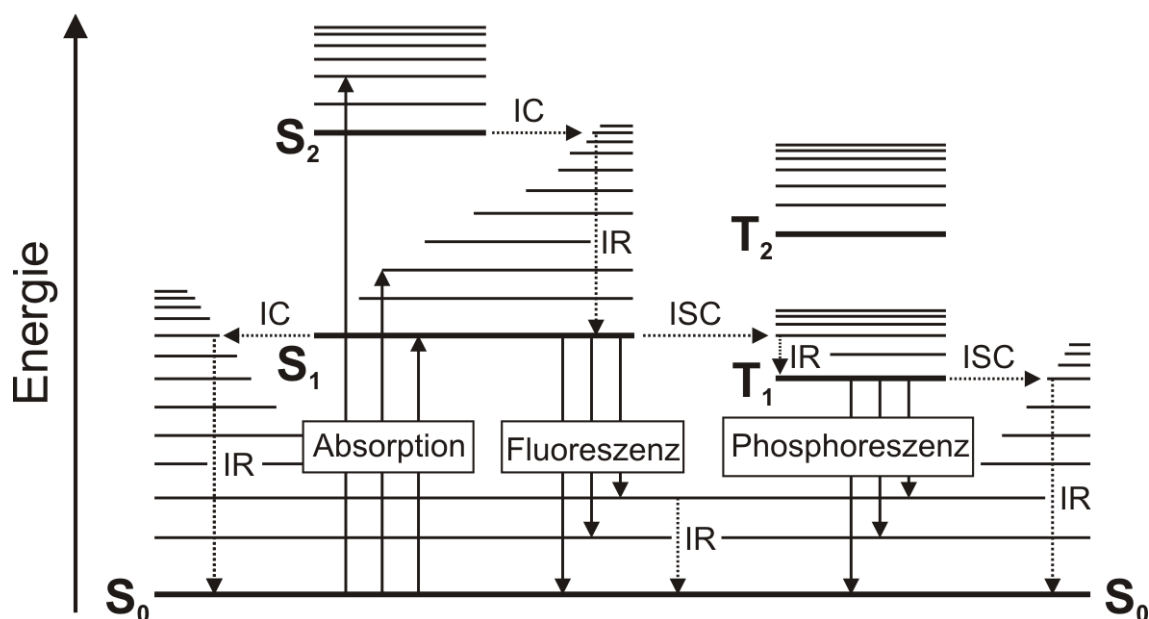 Energie
IC
S2
T2
IR
IC
ISC
S1
IR
T1
ISC
Absorption
Fluoreszenz
Phosphoreszenz
IR
IR
IR
S0
S0